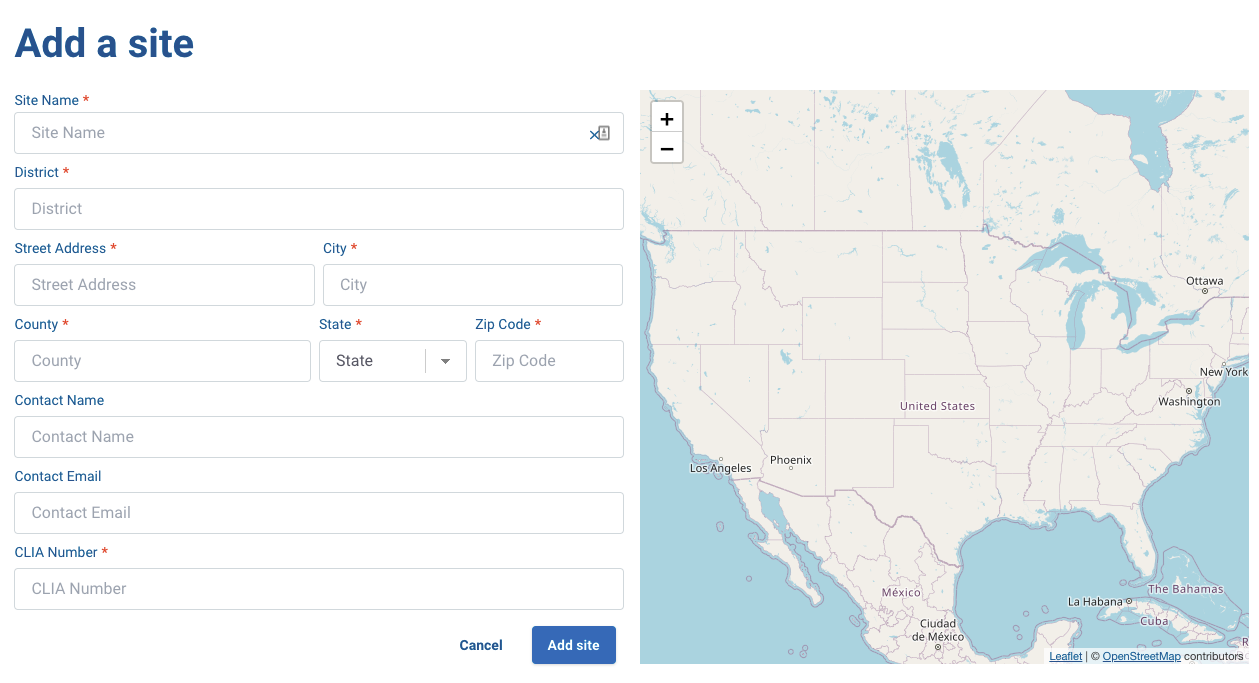 Add a site
Site Name *
Site Name
District *
District
Street Address * City *
Street Address City
County * State * Zip Code *
County State Zip Code
Contact Name
Contact Name
Contact Email
Contact Email
CLIA Number *
CLIA Number
Cancel Add site
+
−
Ottawa
New York
Washington
United States
Phoenix
Los Angeles
The Bahamas
México
La Habana
Cuba
Ciudad
de México
R
Leaflet | © OpenStreetMap contributors